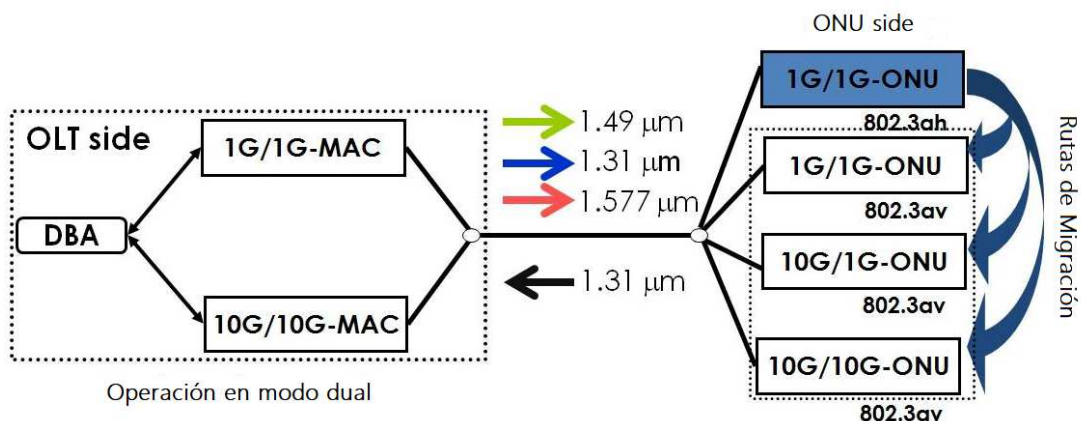 ONU side
1G/1G-ONU
802.3ah
OLT side
1G/1G-MAC
DBA
10G/10G-MAC
Operación en modo dual
1.49 μm
1.31 μm
1.577 μm
1.31 μm
1G/1G-ONU
802.3av
10G/1G-ONU
802.3av
10G/10G-ONU
802.3av
Rutas de Migración